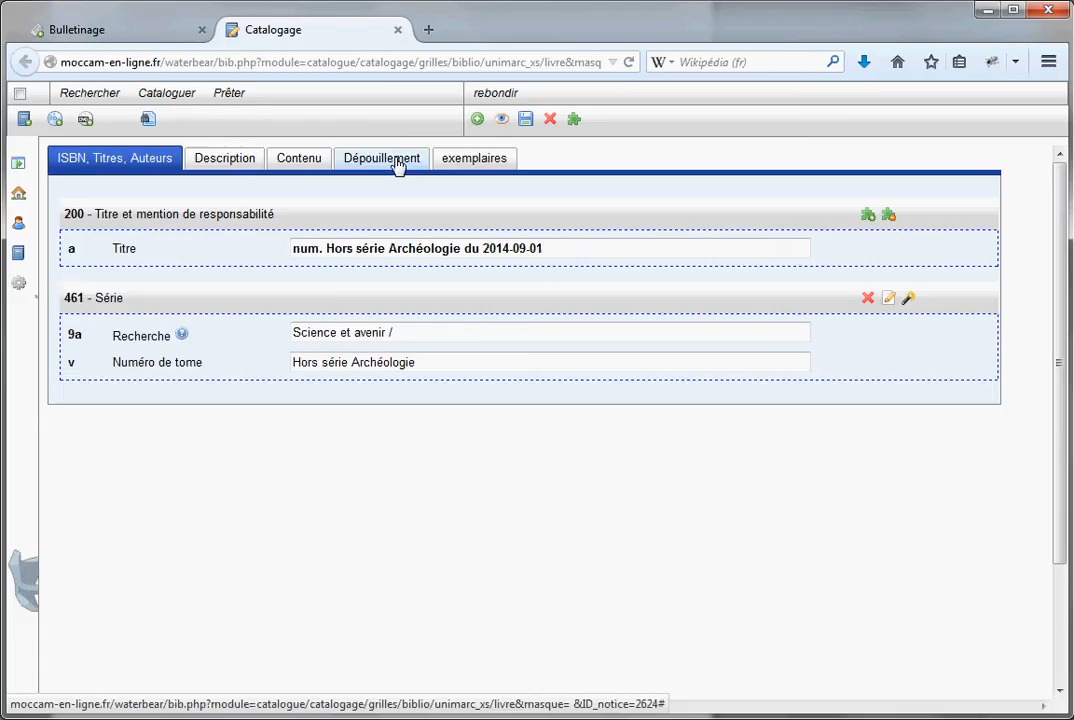 Bulletinage
Catalogage
moccam-en-ligne.fr/waterbear/bib.php?module=catalogue/catalogage/grilles/biblio/unimarc_xs/livre&masq
W
Wikipédia (fr)
Rechercher Cataloguer Prêter
rebondir
ISBN, Titres, Auteurs
Description
Contenu
Dépouillement
exemplaires
200 - Titre et mention de responsabilité
a Titre num. Hors série Archéologie du 2014-09-01
461 - Série
9a Recherche Science et avenir /
v Numéro de tome Hors série Archéologie
moccam-en-ligne.fr/waterbear/bib.php?module=catalogue/catalogage/grilles/biblio/unimarc_xs/livre&masque= &ID_notice=2624#